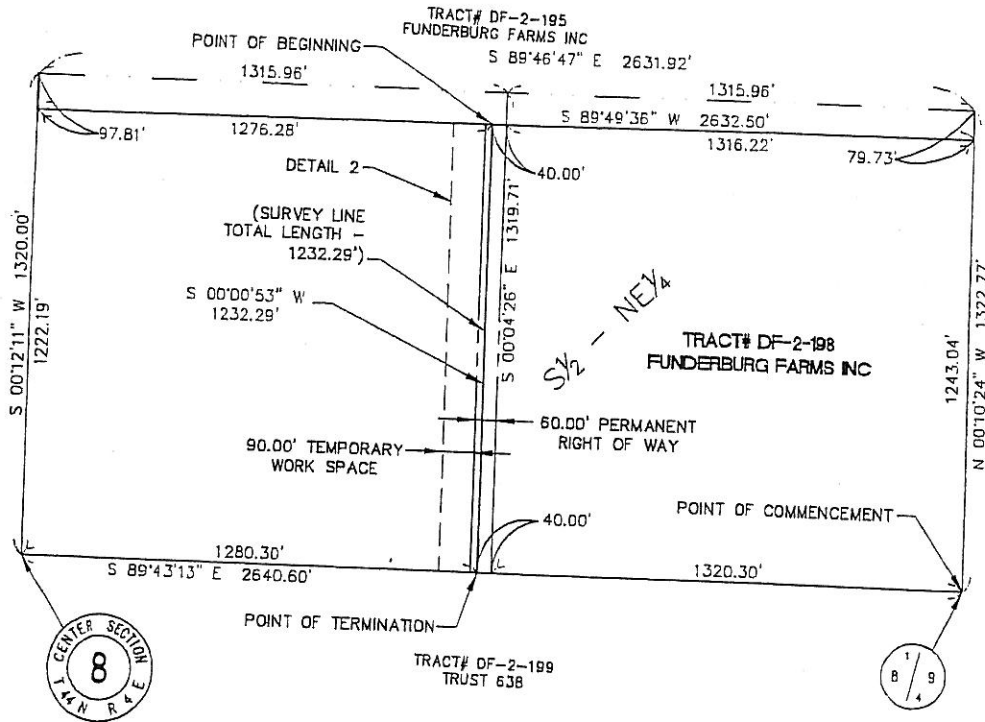 TRACT# DF-2-195
FUNDERBURG FARMS INC
POINT OF BEGINNING
S 89°46'47" E 2631.92'
1315.96'
1315.96'
S 89°49'36" W 2632.50'
97.81'
1276.28'
1316.22'
79.73'
40.00'
DETAIL 2
(SURVEY LINE
TOTAL LENGTH -
1232.29')
S 00°00'53" W
1232.29'
S 00°04'26" E 1319.71'
S½ - NE¼
TRACT# DF-2-198
FUNDERBURG FARMS INC
S 00°12'11" W 1320.00'
1222.19'
1243.04'
N 00°10'24" W 1322.77'
60.00' PERMANENT
RIGHT OF WAY
90.00' TEMPORARY
WORK SPACE
POINT OF COMMENCEMENT
40.00'
1280.30'
S 89°43'13" E 2640.60'
1320.30'
POINT OF TERMINATION
TRACT# DF-2-199
TRUST 638
CENTER SECTION
8
T 44 N R 4 E
1
8 / 9
4